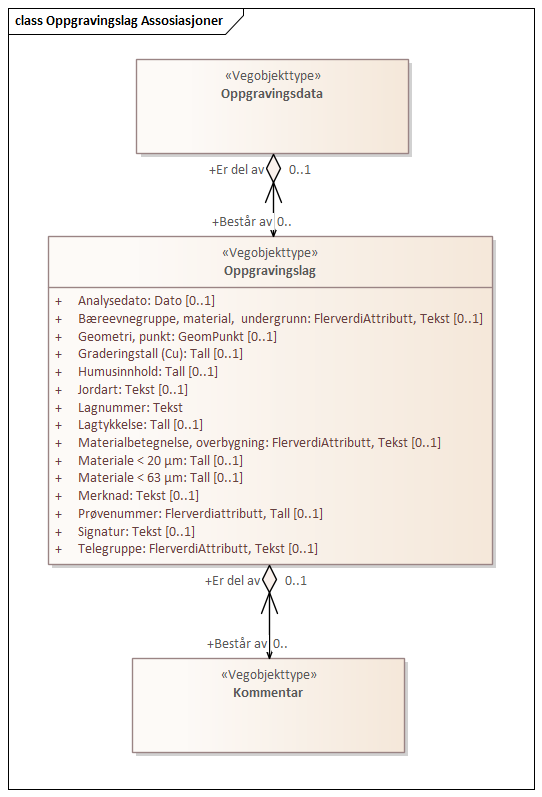 class Oppgravingslag Assosiasjoner
«Vegobjekttype»
Oppgravingsdata
+Er del av 0..1
+Består av 0..
«Vegobjekttype»
Oppgravingslag
+ Analysedato: Dato [0..1]
+ Bæreevnegruppe, material, undergrunn: FlerverdiAttributt, Tekst [0..1]
+ Geometri, punkt: GeomPunkt [0..1]
+ Graderingstall (Cu): Tall [0..1]
+ Humusinnhold: Tall [0..1]
+ Jordart: Tekst [0..1]
+ Lagnummer: Tekst
+ Lagtykkelse: Tall [0..1]
+ Materialbetegnelse, overbygning: FlerverdiAttributt, Tekst [0..1]
+ Materiale < 20 µm: Tall [0..1]
+ Materiale < 63 µm: Tall [0..1]
+ Merknad: Tekst [0..1]
+ Prøvenummer: Flerverdiattributt, Tall [0..1]
+ Signatur: Tekst [0..1]
+ Telegruppe: FlerverdiAttributt, Tekst [0..1]
+Er del av 0..1
+Består av 0..
«Vegobjekttype»
Kommentar